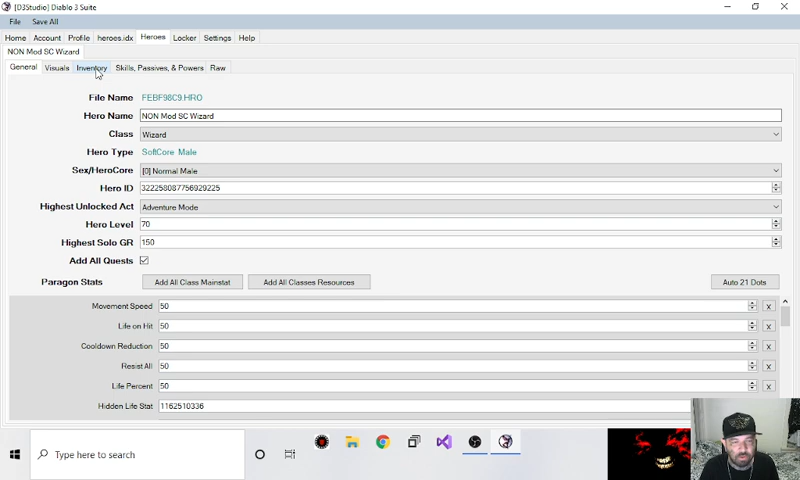 [D3Studio] Diablo 3 Suite
File Save All
Home Account Profile heroes.idx Heroes Locker Settings Help
NON Mod SC Wizard
General Visuals Inventory Skills, Passives, & Powers Raw
File Name FEBF98C9.HRO
Hero Name NON Mod SC Wizard
Class Wizard
Hero Type SoftCore Male
Sex/HeroCore [0] Normal Male
Hero ID 322258087756929225
Highest Unlocked Act Adventure Mode
Hero Level 70
Highest Solo GR 150
Add All Quests
Paragon Stats Add All Class Mainstat Add All Classes Resources Auto 21 Dots
Movement Speed 50 x
Life on Hit 50 x
Cooldown Reduction 50 x
Resist All 50 x
Life Percent 50 x
Hidden Life Stat 1162510336
Type here to search